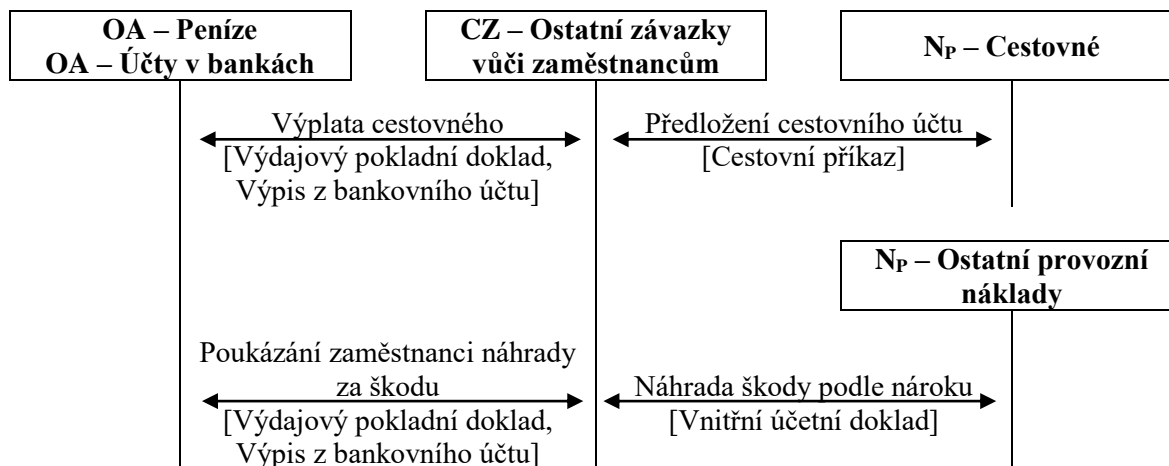 OA – Peníze
OA – Účty v bankách
CZ – Ostatní závazky
vůči zaměstnancům
NP – Cestovné
Výplata cestovného
[Výdajový pokladní doklad,
Výpis z bankovního účtu]
Předložení cestovního účtu
[Cestovní příkaz]
NP – Ostatní provozní
náklady
Poukázání zaměstnanci náhrady
za škodu
[Výdajový pokladní doklad,
Výpis z bankovního účtu]
Náhrada škody podle nároku
[Vnitřní účetní doklad]